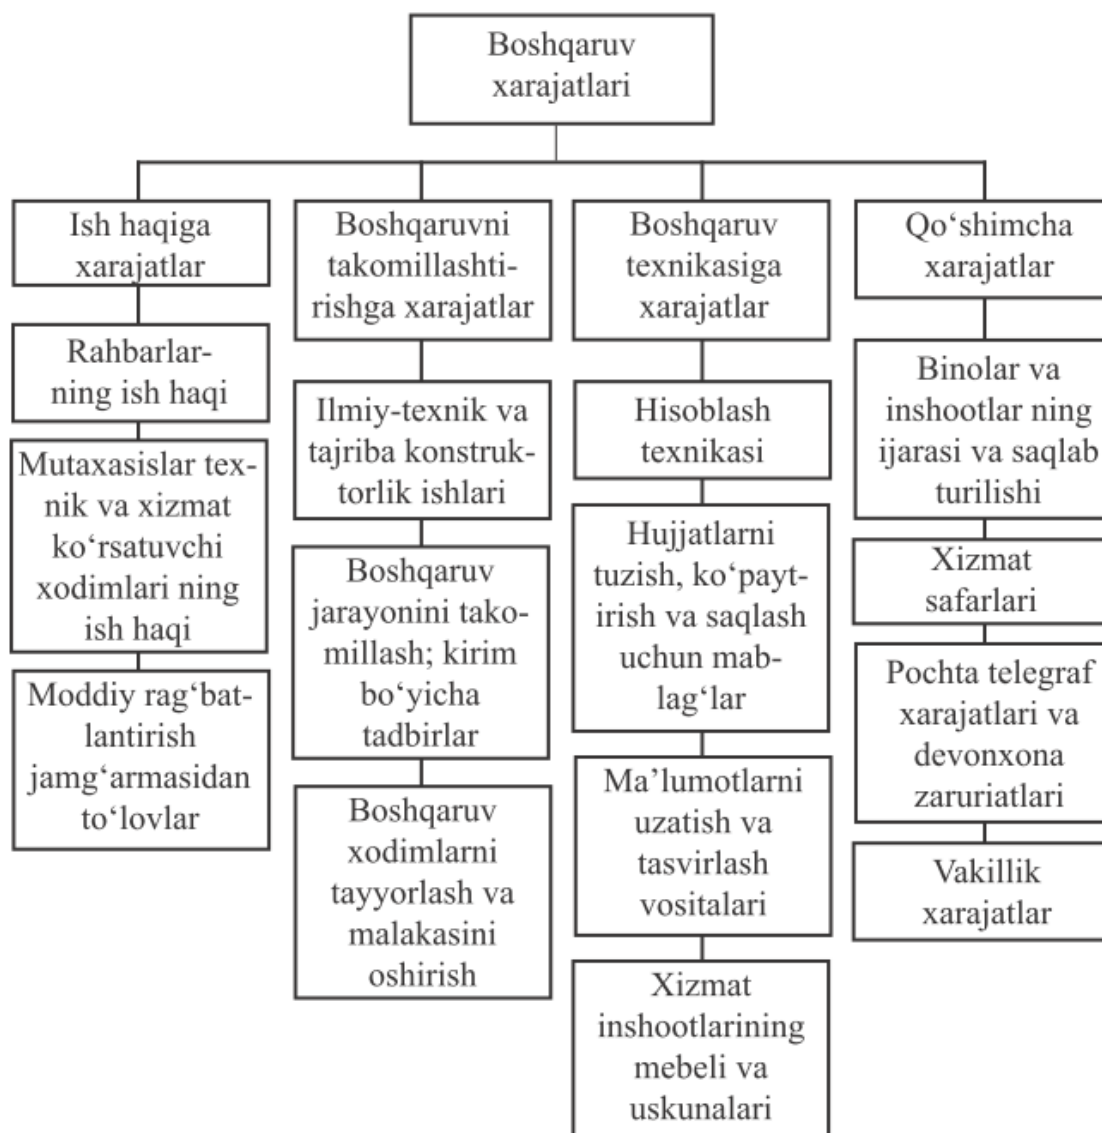 Boshqaruv
xarajatlari
Ish haqiga
xarajatlar
Rahbarlar-
ning ish haqi
Mutaxasislar tex-
nik va xizmat
ko‘rsatuvchi
xodimlari ning
ish haqi
Moddiy rag‘bat-
lantirish
jamg‘armasidan
to‘lovlar
Boshqaruvni
takomillashti-
rishga xarajatlar
Ilmiy-texnik va
tajriba konstruk-
torlik ishlari
Boshqaruv
jarayonini tako-
millash; kirim
bo‘yicha
tadbirlar
Boshqaruv
xodimlarni
tayyorlash va
malakasini
oshirish
Boshqaruv
texnikasiga
xarajatlar
Hisoblash
texnikasi
Hujjatlarni
tuzish, ko‘payt-
irish va saqlash
uchun mab-
lag‘lar
Ma’lumotlarni
uzatish va
tasvirlash
vositalari
Xizmat
inshootlarining
mebeli va
uskunalari
Qo‘shimcha
xarajatlar
Binolar va
inshootlar ning
ijarasi va saqlab
turilishi
Xizmat
safarlari
Pochta telegraf
xarajatlari va
devonxona
zaruriatlari
Vakillik
xarajatlar